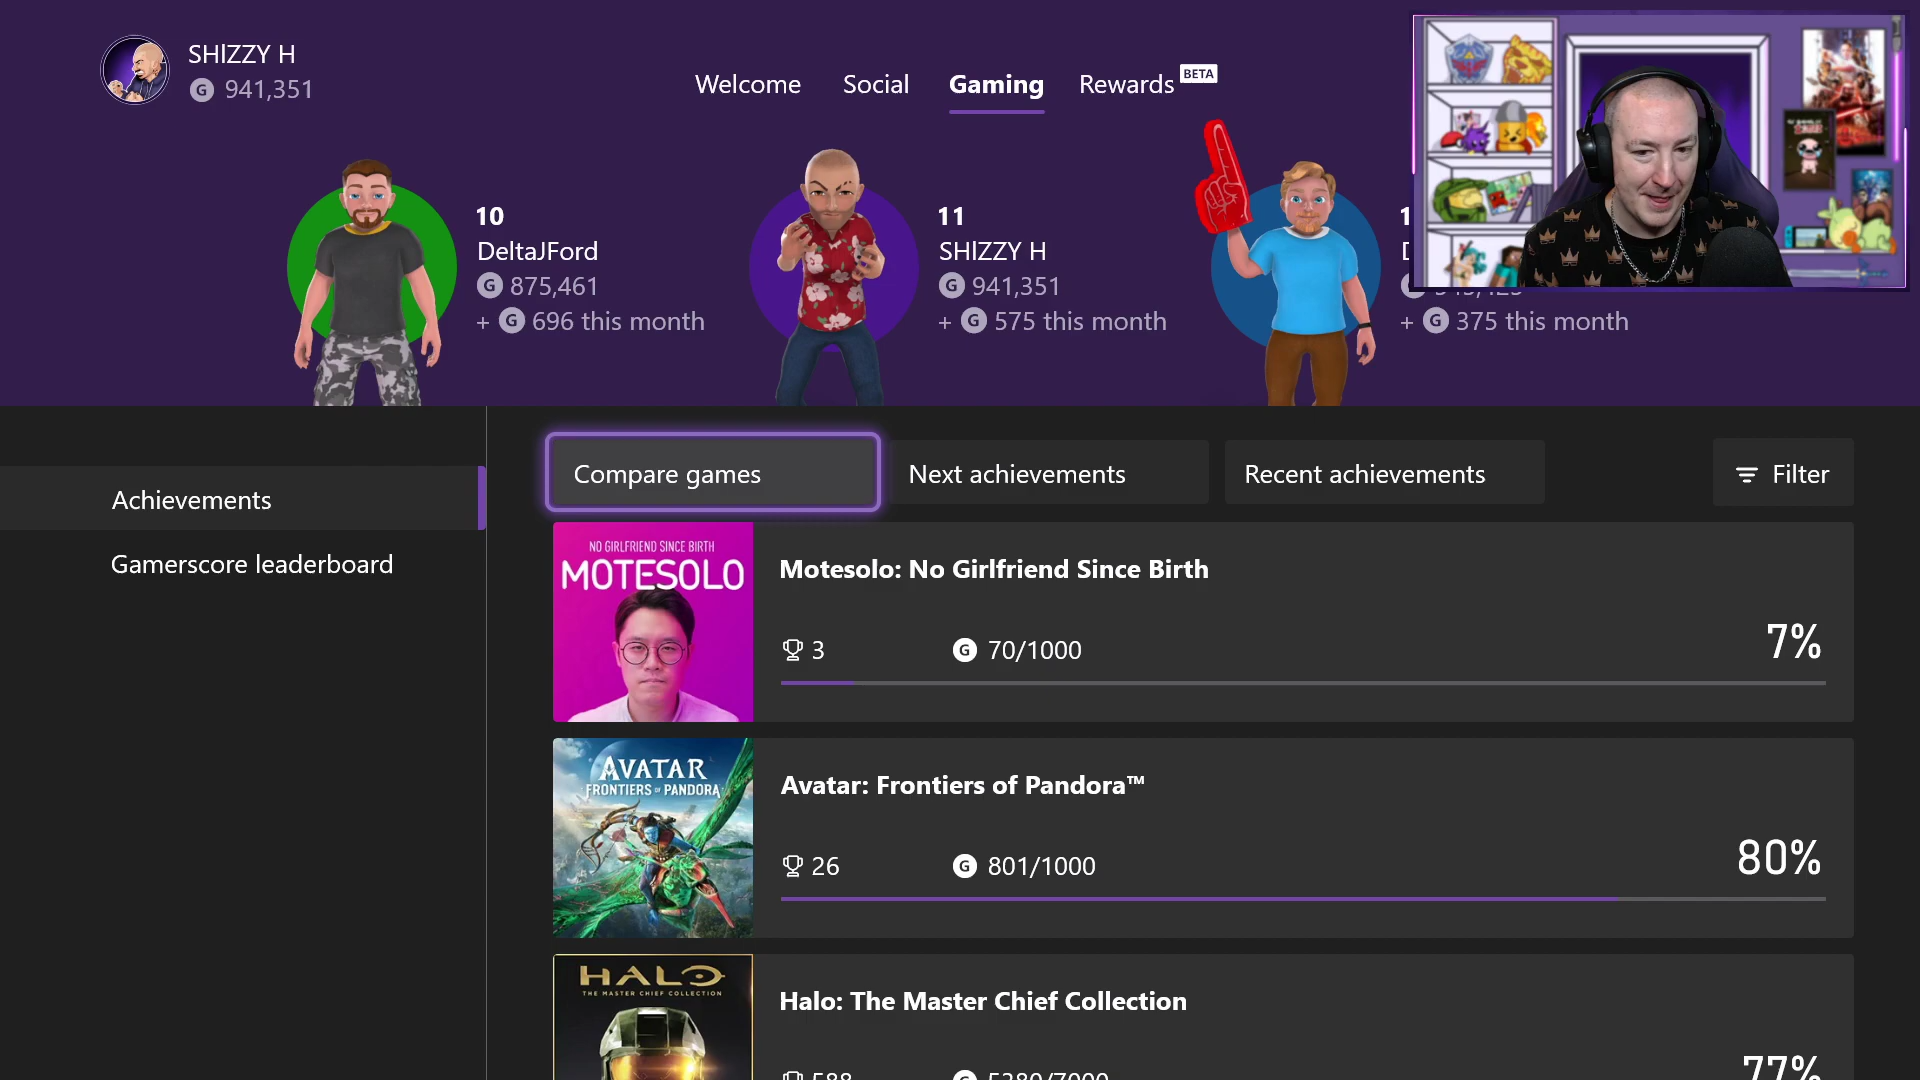 SHIZZY H
G 941,351
Welcome
Social
Gaming
Rewards BETA
10
DeltaJFord
G 875,461
+ G 696 this month
11
SHIZZY H
G 941,351
+ G 575 this month
+ G 375 this month
Achievements
Gamerscore leaderboard
Compare games
Next achievements
Recent achievements
Filter
NO GIRLFRIEND SINCE BIRTH
MOTESOLO
Motesolo: No Girlfriend Since Birth
3
G 70/1000
7%
AVATAR
FRONTIERS OF PANDORA
Avatar: Frontiers of Pandora™
26
G 801/1000
80%
HALO
THE MASTER CHIEF COLLECTION
Halo: The Master Chief Collection
588
G 5380/7000
77%